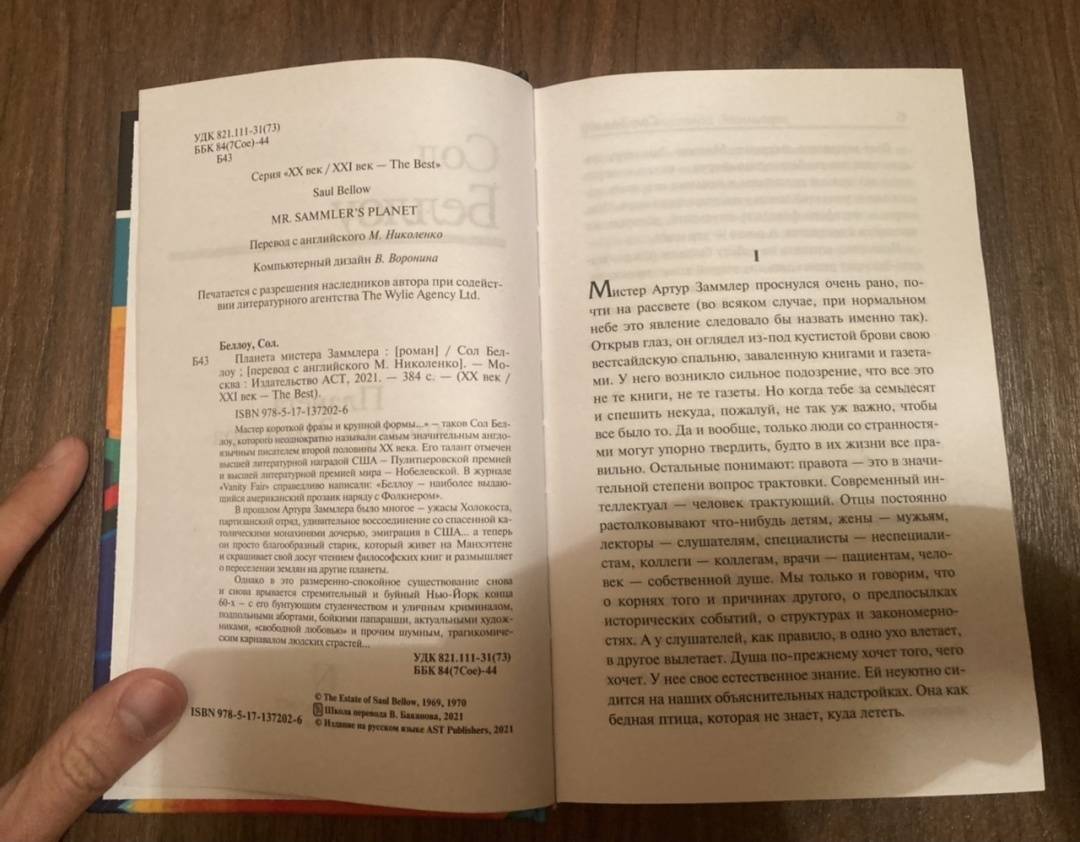 УДК 821.111-31(73)
ББК 84(7Сое)-44
Б43
Серия «XX век / XXI век — The Best»
Saul Bellow
MR. SAMMLER'S PLANET
Перевод с английского М. Николенко
Компьютерный дизайн В. Воронина
Печатается с разрешения наследников автора при содейст-
вии литературного агентства The Wylie Agency Ltd.
Беллоу, Сол.
Б43 Планета мистера Заммлера : [роман] / Сол Бел-
лоу ; [перевод с английского М. Николенко]. — Мо-
сква : Издательство АСТ, 2021. — 384 с. — (XX век /
XXI век — The Best).
ISBN 978-5-17-137202-6
Мастер короткой фразы и крупной формы...» – таков Сол Бел-
лоу, которого неоднократно называли самым значительным англо-
язычным писателем второй половины XX века. Его талант отмечен
высшей литературной наградой США – Пулитцеровской премией
и высшей литературной премией мира – Нобелевской. В журнале
«Vanity Fair» справедливо написали: «Беллоу – наиболее выдаю-
щийся американский прозаик наряду с Фолкнером».
В прошлом Артура Заммлера было многое – ужасы Холокоста,
партизанский отряд, удивительное воссоединение со спасенной ка-
толическими монахинями дочерью, эмиграция в США... а теперь
он просто благообразный старик, который живет на Манхэттене
и скрашивает свой досуг чтением философских книг и размышляет
о переселении землян на другие планеты.
Однако в это размеренно-спокойное существование снова
и снова врывается стремительный и буйный Нью-Йорк конца
60-х – с его бунтующим студенчеством и уличным криминалом,
подпольными абортами, бойкими папарацци, актуальными худож-
никами, «свободной любовью» и прочим шумным, трагикомиче-
ским карнавалом людских страстей...
УДК 821.111-31(73)
ББК 84(7Сое)-44
© The Estate of Saul Bellow, 1969, 1970
Школа перевода В. Баканова, 2021
ISBN 978-5-17-137202-6 © Издание на русском языке AST Publishers, 2021
I
Мистер Артур Заммлер проснулся очень рано, по-
чти на рассвете (во всяком случае, при нормальном
небе это явление следовало бы назвать именно так).
Открыв глаз, он оглядел из-под кустистой брови свою
вестсайдскую спальню, заваленную книгами и газета-
ми. У него возникло сильное подозрение, что все это
не те книги, не те газеты. Но когда тебе за семьдесят
и спешить некуда, пожалуй, не так уж важно, чтобы
все было то. Да и вообще, только люди со странностя-
ми могут упорно твердить, будто в их жизни все пра-
вильно. Остальные понимают: правота — это в значи-
тельной степени вопрос трактовки. Современный ин-
теллектуал — человек трактующий. Отцы постоянно
растолковывают что-нибудь детям, жены — мужьям,
лекторы — слушателям, специалисты — неспециали-
стам, коллеги — коллегам, врачи — пациентам, чело-
век — собственной душе. Мы только и говорим, что
о корнях того и причинах другого, о предпосылках
исторических событий, о структурах и закономерно-
стях. А у слушателей, как правило, в одно ухо влетает,
в другое вылетает. Душа по-прежнему хочет того, чего
хочет. У нее свое естественное знание. Ей неуютно си-
дится на наших объяснительных надстройках. Она как
бедная птица, которая не знает, куда лететь.